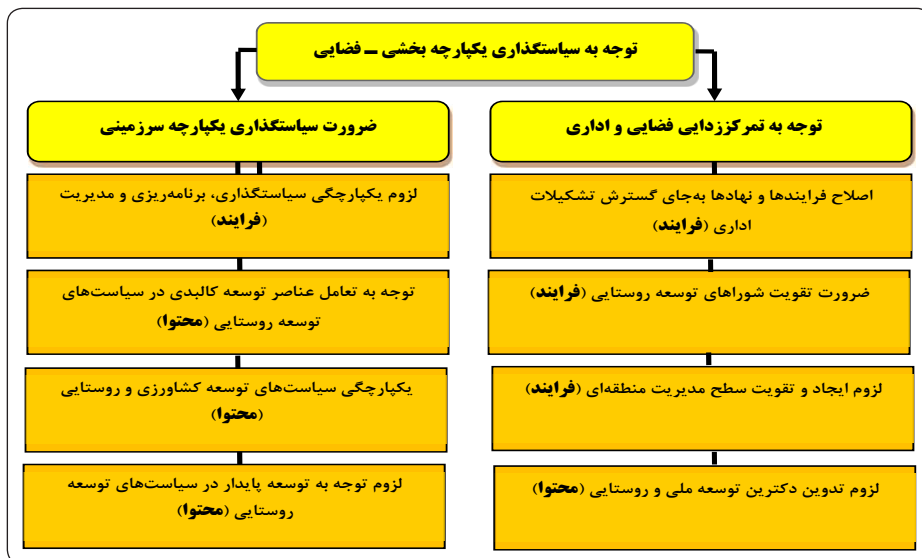 توجه به سیاستگذاری یکپارچه بخشی ــ فضایی
توجه به تمرکززدایی فضایی و اداری
اصلاح فرایندها و نهادها به‌جای گسترش تشکیلات
اداری (فرایند)
ضرورت تقویت شوراهای توسعه روستایی (فرایند)
لزوم ایجاد و تقویت سطح مدیریت منطقه‌ای (فرایند)
لزوم تدوین دکترین توسعه ملی و روستایی (محتوا)
ضرورت سیاستگذاری یکپارچه سرزمینی
لزوم یکپارچگی سیاستگذاری، برنامه‌ریزی و مدیریت
(فرایند)
توجه به تعامل عناصر توسعه کالبدی در سیاست‌های
توسعه روستایی (محتوا)
یکپارچگی سیاست‌های توسعه کشاورزی و روستایی
(محتوا)
لزوم توجه به توسعه پایدار در سیاست‌های توسعه
روستایی (محتوا)